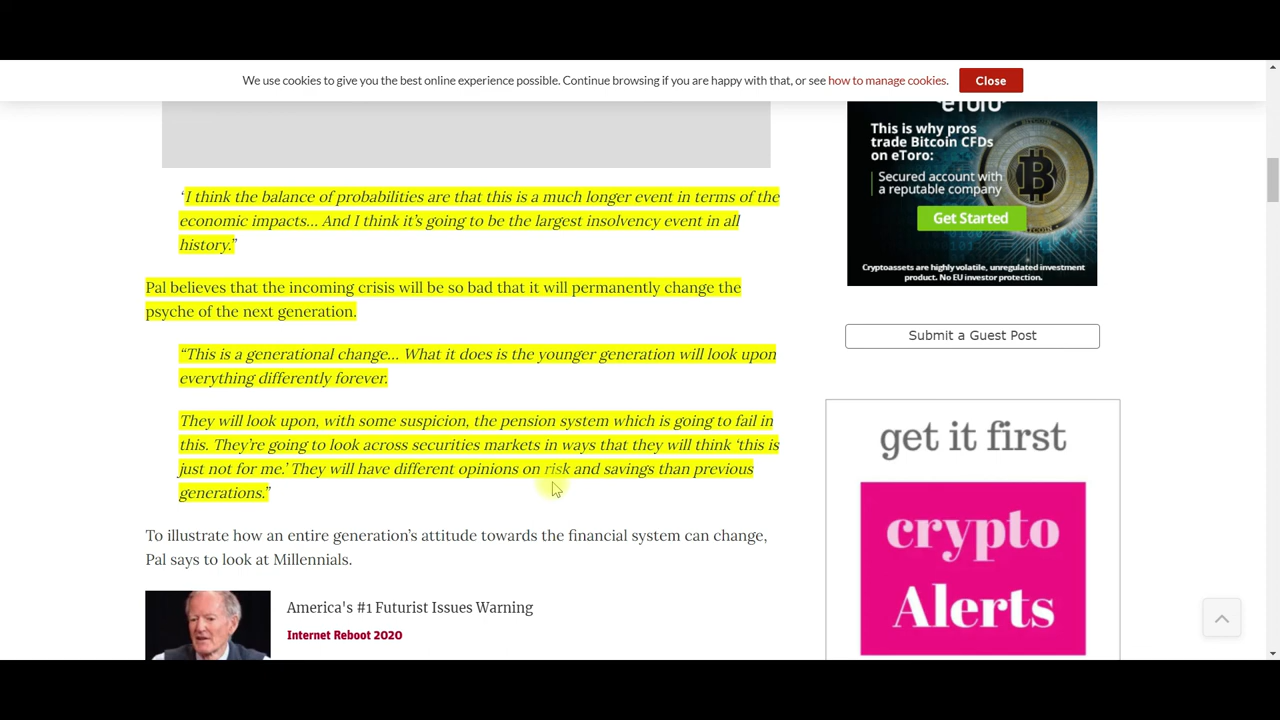 We use cookies to give you the best online experience possible. Continue browsing if you are happy with that, or see how to manage cookies.
Close
“I think the balance of probabilities are that this is a much longer event in terms of the
economic impacts… And I think it’s going to be the largest insolvency event in all
history.”
Pal believes that the incoming crisis will be so bad that it will permanently change the
psyche of the next generation.
“This is a generational change… What it does is the younger generation will look upon
everything differently forever.
They will look upon, with some suspicion, the pension system which is going to fail in
this. They’re going to look across securities markets in ways that they will think ‘this is
just not for me.’ They will have different opinions on risk and savings than previous
generations.”
To illustrate how an entire generation’s attitude towards the financial system can change,
Pal says to look at Millennials.
America's #1 Futurist Issues Warning
Internet Reboot 2020
eToro
This is why pros
trade Bitcoin CFDs
on eToro:
Secured account with
a reputable company
Get Started
Cryptoassets are highly volatile, unregulated investment
product. No EU investor protection.
Submit a Guest Post
get it first
crypto
Alerts